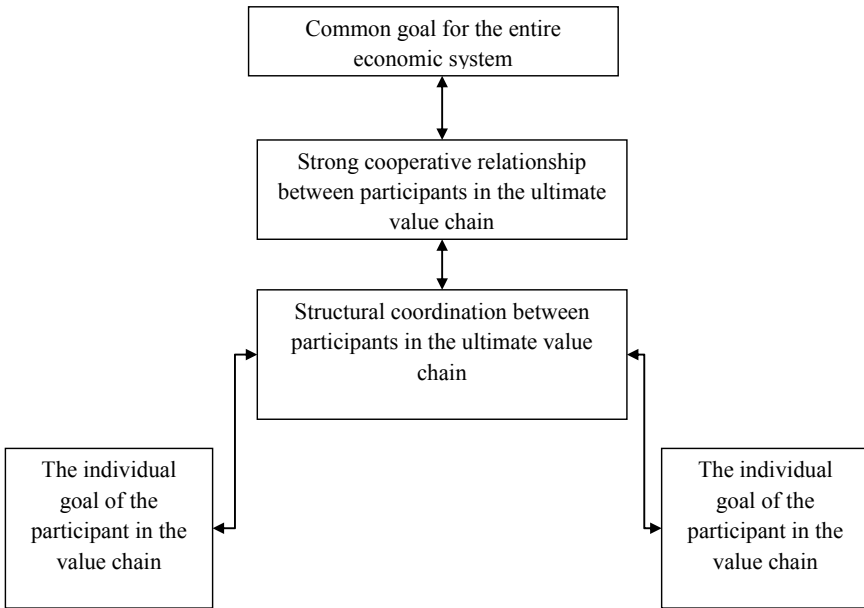 Common goal for the entire
economic system
Strong cooperative relationship
between participants in the ultimate
value chain
Structural coordination between
participants in the ultimate value
chain
The individual
goal of the
participant in the
value chain
The individual
goal of the
participant in the
value chain